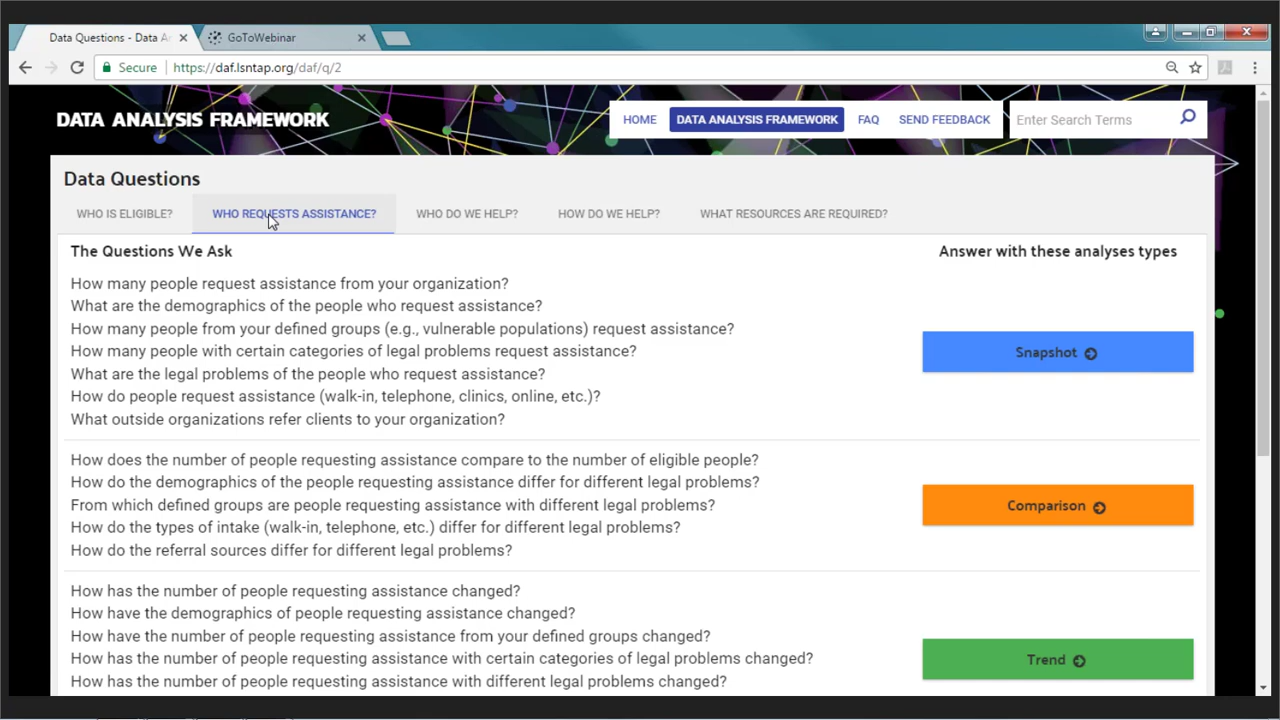 Data Questions - Data A
GoToWebinar
Secure
https://daf.lsntap.org/daf/q/2
DATA ANALYSIS FRAMEWORK
HOME
DATA ANALYSIS FRAMEWORK
FAQ
SEND FEEDBACK
Enter Search Terms
Data Questions
WHO IS ELIGIBLE?
WHO REQUESTS ASSISTANCE?
WHO DO WE HELP?
HOW DO WE HELP?
WHAT RESOURCES ARE REQUIRED?
The Questions We Ask
Answer with these analyses types
How many people request assistance from your organization?
What are the demographics of the people who request assistance?
How many people from your defined groups (e.g., vulnerable populations) request assistance?
How many people with certain categories of legal problems request assistance?
What are the legal problems of the people who request assistance?
How do people request assistance (walk-in, telephone, clinics, online, etc.)?
What outside organizations refer clients to your organization?
Snapshot
How does the number of people requesting assistance compare to the number of eligible people?
How do the demographics of the people requesting assistance differ for different legal problems?
From which defined groups are people requesting assistance with different legal problems?
How do the types of intake (walk-in, telephone, etc.) differ for different legal problems?
How do the referral sources differ for different legal problems?
Comparison
How has the number of people requesting assistance changed?
How have the demographics of people requesting assistance changed?
How have the number of people requesting assistance from your defined groups changed?
How has the number of people requesting assistance with certain categories of legal problems changed?
How has the number of people requesting assistance with different legal problems changed?
Trend